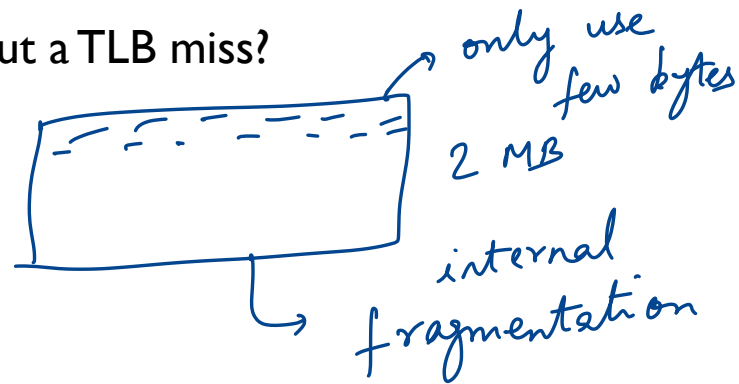 ut a TLB miss?
only use
few bytes
2 MB
internal
fragmentation